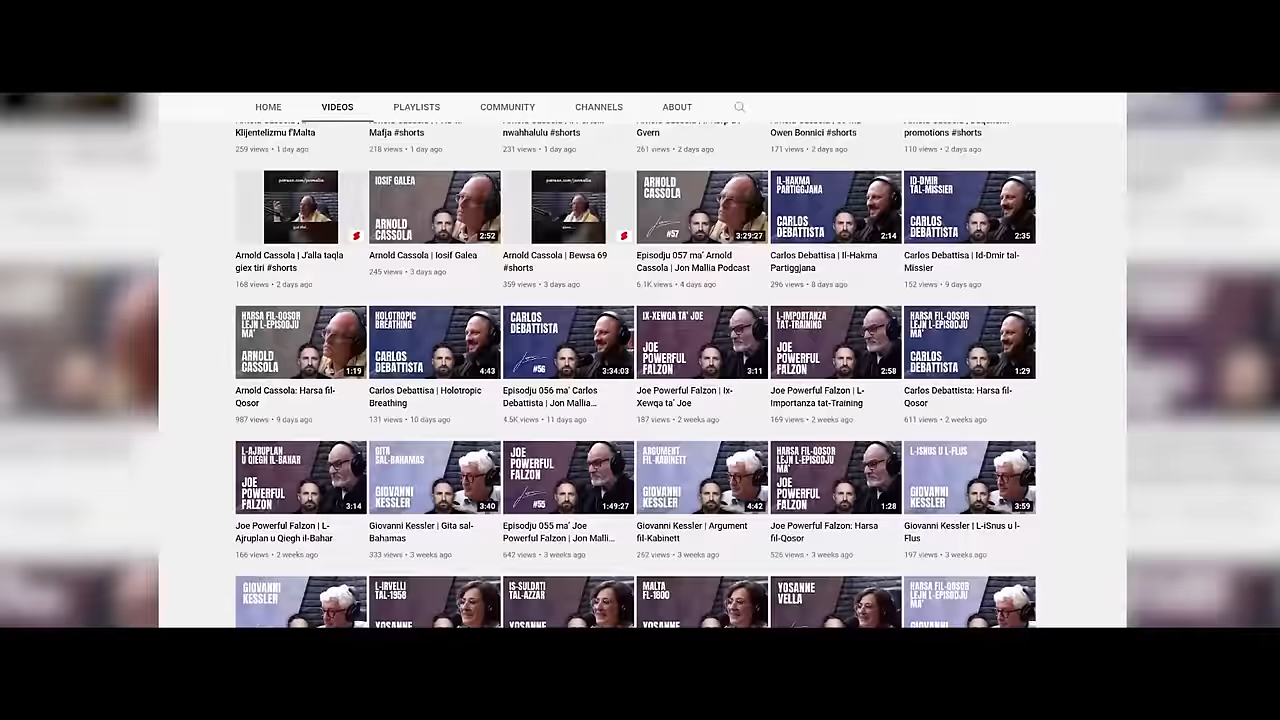 HOME VIDEOS PLAYLISTS COMMUNITY CHANNELS ABOUT
Klijentelizmu f'Malta
259 views • 1 day ago
Mafja #shorts
218 views • 1 day ago
nwahhalulu #shorts
231 views • 1 day ago
Gvern
261 views • 2 days ago
Owen Bonnici #shorts
171 views • 2 days ago
promotions #shorts
110 views • 2 days ago
Arnold Cassola | J'alla taqla
giex tiri #shorts
168 views • 2 days ago
IOSIF GALEA
ARNOLD
CASSOLA
2:52
Arnold Cassola | Iosif Galea
245 views • 3 days ago
Arnold Cassola | Bewsa 69
#shorts
359 views • 3 days ago
ARNOLD
CASSOLA
#57
3:29:27
Episodju 057 ma' Arnold
Cassola | Jon Mallia Podcast
6.1K views • 4 days ago
IL-HAKMA
PARTIGGJANA
CARLOS
DEBATTISTA
2:14
Carlos Debattisa | Il-Hakma
Partiggjana
296 views • 8 days ago
ID-DMIR
TAL-MISSIER
CARLOS
DEBATTISTA
2:35
Carlos Debattista | Id-Dmir tal-
Missier
152 views • 9 days ago
HARSA FIL-QOSOR
LEJN L-EPISODJU
MA'
ARNOLD
CASSOLA
1:19
Arnold Cassola: Harsa fil-
Qosor
987 views • 9 days ago
HOLOTROPIC
BREATHING
CARLOS
DEBATTISTA
4:43
Carlos Debattisa | Holotropic
Breathing
131 views • 10 days ago
CARLOS
DEBATTISTA
#56
3:34:03
Episodju 056 ma' Carlos
Debattista | Jon Mallia...
4.5K views • 11 days ago
IX-XEWQA TA' JOE
JOE
POWERFUL
FALZON
3:11
Joe Powerful Falzon | Ix-
Xewqa ta' Joe
187 views • 2 weeks ago
L-IMPORTANZA
TAT-TRAINING
JOE
POWERFUL
FALZON
2:58
Joe Powerful Falzon | L-
Importanza tat-Training
169 views • 2 weeks ago
HARSA FIL-QOSOR
LEJN L-EPISODJU
MA'
CARLOS
DEBATTISTA
1:29
Carlos Debattista: Harsa fil-
Qosor
611 views • 2 weeks ago
L-AJRUPLAN
U QIEGH IL-BAHAR
JOE
POWERFUL
FALZON
3:14
Joe Powerful Falzon | L-
Ajruplan u Qiegh il-Bahar
166 views • 2 weeks ago
GITA
SAL-BAHAMAS
GIOVANNI
KESSLER
3:40
Giovanni Kessler | Gita sal-
Bahamas
333 views • 3 weeks ago
JOE
POWERFUL
FALZON
#55
1:49:27
Episodju 055 ma' Joe
Powerful Falzon | Jon Malli...
642 views • 3 weeks ago
ARGUMENT
FIL-KABINETT
GIOVANNI
KESSLER
4:42
Giovanni Kessler | Argument
fil-Kabinett
262 views • 3 weeks ago
HARSA FIL-QOSOR
LEJN L-EPISODJU
MA'
JOE
POWERFUL
FALZON
1:28
Joe Powerful Falzon: Harsa
fil-Qosor
526 views • 3 weeks ago
L-ISNUS U L-FLUS
GIOVANNI
KESSLER
3:59
Giovanni Kessler | L-iSnus u l-
Flus
197 views • 3 weeks ago
GIOVANNI
KESSLER
L-IRVELLI
TAL-1958
YOSANNE
IS-SULDATI
TAL-AZZAR
YOSANNE
MALTA
FL-1800
YOSANNE
YOSANNE
VELLA
HARSA FIL-QOSOR
LEJN L-EPISODJU
MA'
GIOVANNI